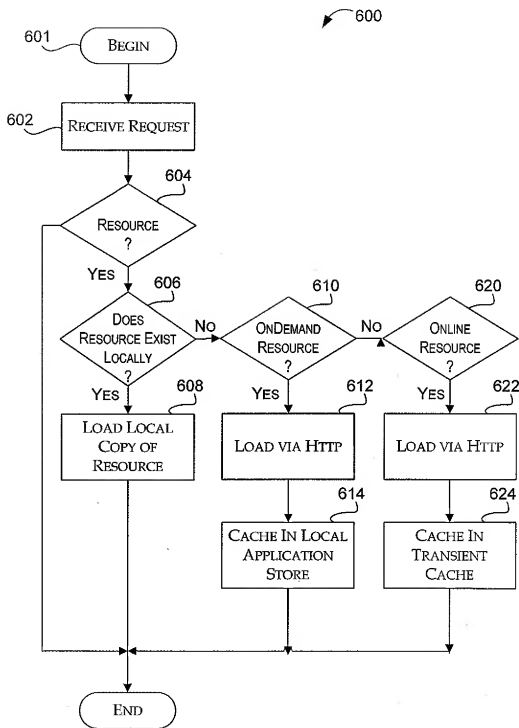 600
601
BEGIN
602
RECEIVE REQUEST
604
RESOURCE
?
YES
606
DOES
RESOURCE EXIST
LOCALLY
?
NO
610
ONDEMAND
RESOURCE
?
NO
620
ONLINE
RESOURCE
?
YES
608
LOAD LOCAL
COPY OF
RESOURCE
YES
612
LOAD VIA HTTP
YES
622
LOAD VIA HTTP
614
CACHE IN LOCAL
APPLICATION
STORE
624
CACHE IN
TRANSIENT
CACHE
END